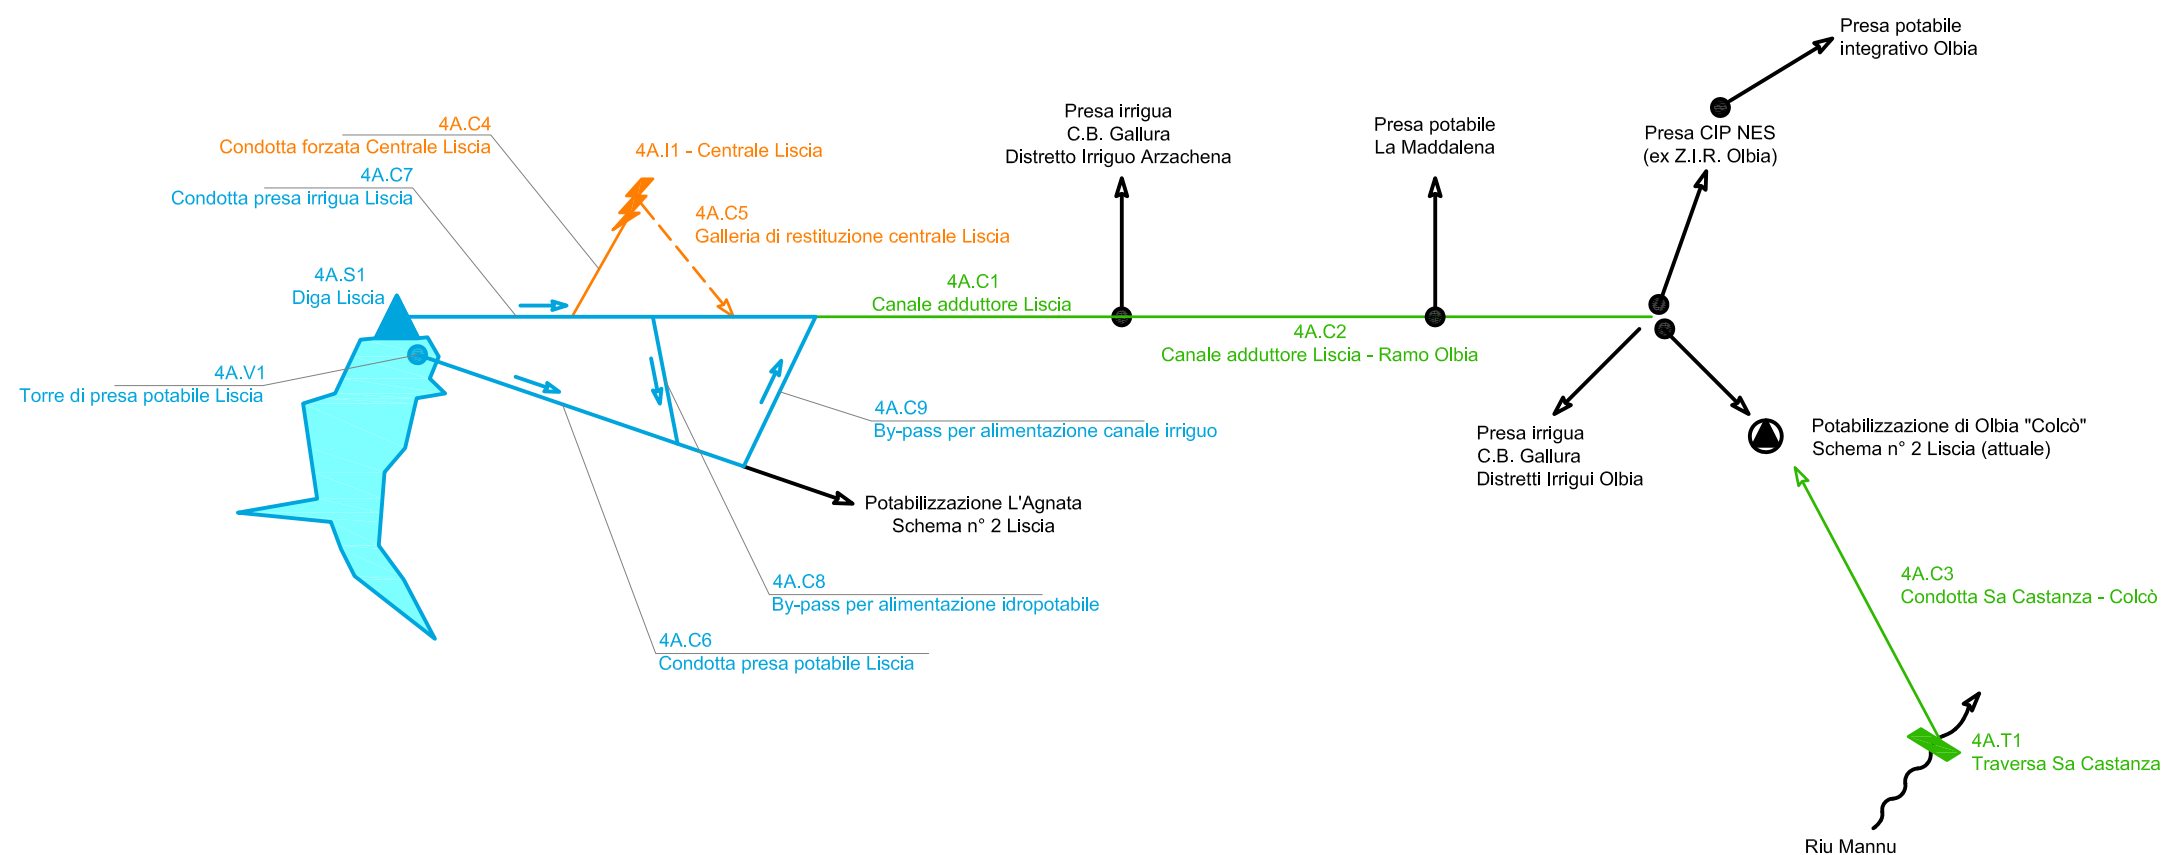 Presa potabile
integrativo Olbia
4A.C4
Condotta forzata Centrale Liscia
4A.I1 - Centrale Liscia
Presa irrigua
C.B. Gallura
Distretto Irriguo Arzachena
Presa potabile
La Maddalena
Presa CIP NES
(ex Z.I.R. Olbia)
4A.C7
Condotta presa irrigua Liscia
4A.C5
Galleria di restituzione centrale Liscia
4A.S1
Diga Liscia
4A.C1
Canale adduttore Liscia
4A.C2
Canale adduttore Liscia - Ramo Olbia
4A.V1
Torre di presa potabile Liscia
4A.C9
By-pass per alimentazione canale irriguo
Presa irrigua
C.B. Gallura
Distretti Irrigui Olbia
Potabilizzazione di Olbia "Colcò"
Schema n° 2 Liscia (attuale)
Potabilizzazione L'Agnata
Schema n° 2 Liscia
4A.C8
By-pass per alimentazione idropotabile
4A.C3
Condotta Sa Castanza - Colcò
4A.C6
Condotta presa potabile Liscia
4A.T1
Traversa Sa Castanza
Riu Mannu